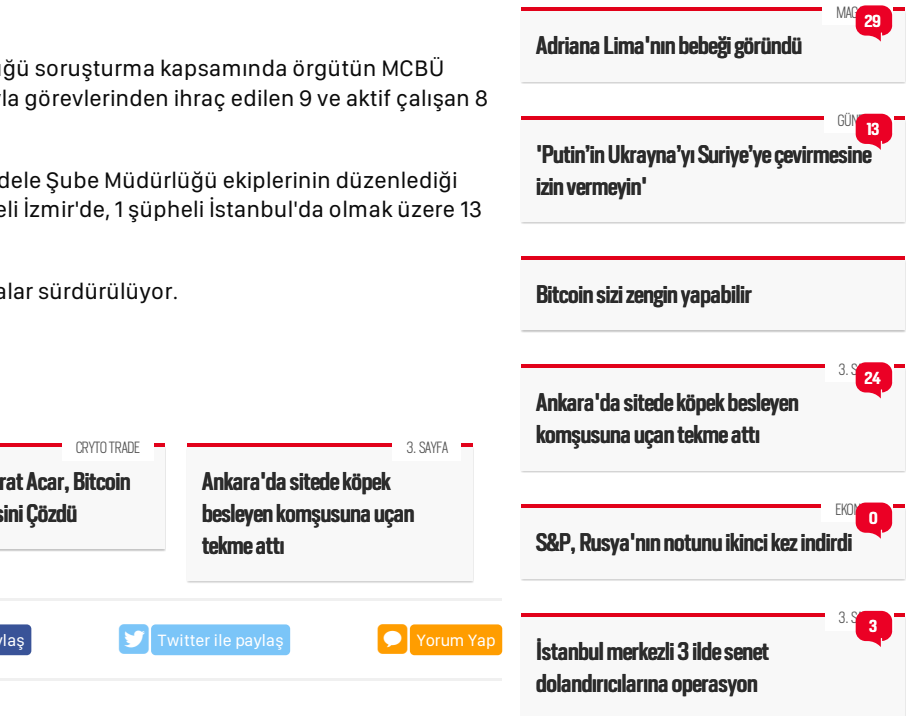 ğü soruşturma kapsamında örgütün MCBÜ
la görevlerinden ihraç edilen 9 ve aktif çalışan 8
dele Şube Müdürlüğü ekiplerinin düzenlediği
eli İzmir'de, 1 şüpheli İstanbul'da olmak üzere 13
alar sürdürülüyor.
CRYTO TRADE
rat Acar, Bitcoin
sini Çözdü
3. SAYFA
Ankara'da sitede köpek
besleyen komşusuna uçan
tekme attı
ylaş
Twitter ile paylaş
Yorum Yap
MAG
29
Adriana Lima'nın bebeği göründü
GÜN
13
'Putin’in Ukrayna’yı Suriye’ye çevirmesine
izin vermeyin'
Bitcoin sizi zengin yapabilir
3. S
24
Ankara'da sitede köpek besleyen
komşusuna uçan tekme attı
EKON
0
S&P, Rusya'nın notunu ikinci kez indirdi
3. S
3
İstanbul merkezli 3 ilde senet
dolandırıcılarına operasyon